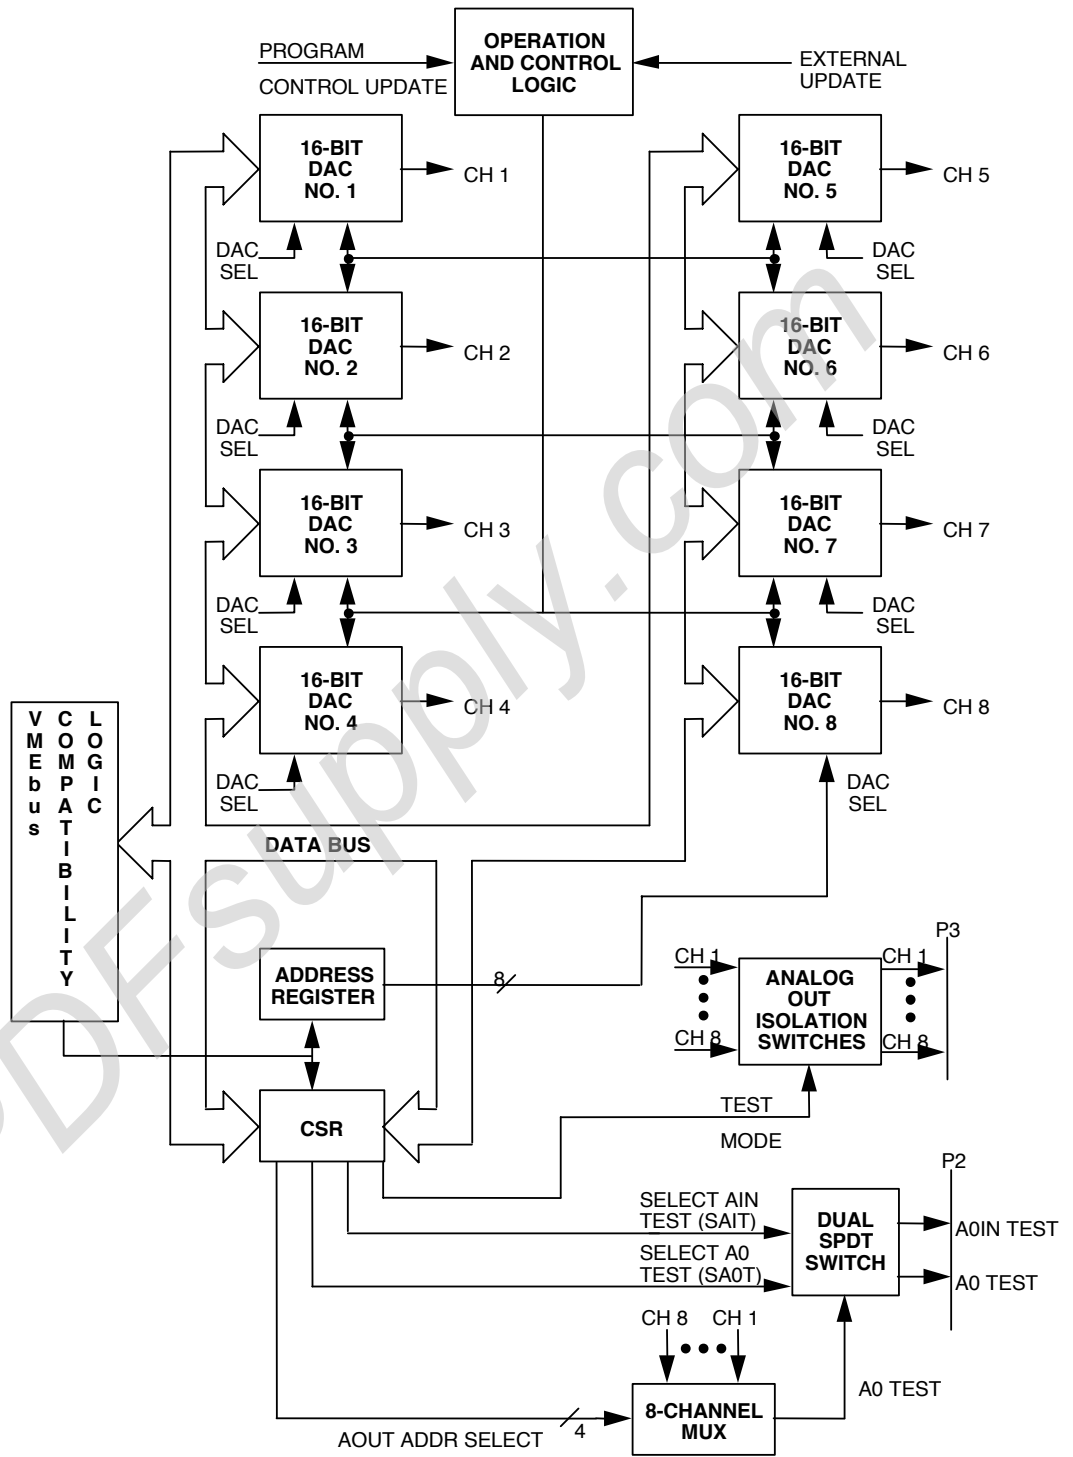 OPERATION
AND CONTROL
LOGIC
PROGRAM
CONTROL UPDATE
EXTERNAL
UPDATE
16-BIT
DAC
NO. 1
CH 1
DAC
SEL
16-BIT
DAC
NO. 5
CH 5
DAC
SEL
16-BIT
DAC
NO. 2
CH 2
DAC
SEL
16-BIT
DAC
NO. 6
CH 6
DAC
SEL
16-BIT
DAC
NO. 3
CH 3
DAC
SEL
16-BIT
DAC
NO. 7
CH 7
DAC
SEL
16-BIT
DAC
NO. 4
CH 4
DAC
SEL
16-BIT
DAC
NO. 8
CH 8
DAC
SEL
VMEbus
COMPATIBILITY
LOGIC
DATA BUS
ADDRESS
REGISTER
8
CSR
CH 1
CH 8
ANALOG
OUT
ISOLATION
SWITCHES
CH 1
CH 8
P3
TEST
MODE
SELECT AIN
TEST (SAIT)
SELECT A0
TEST (SA0T)
DUAL
SPDT
SWITCH
P2
A0IN TEST
A0 TEST
CH 8
CH 1
8-CHANNEL
MUX
A0 TEST
AOUT ADDR SELECT
4
PDFsupply.com